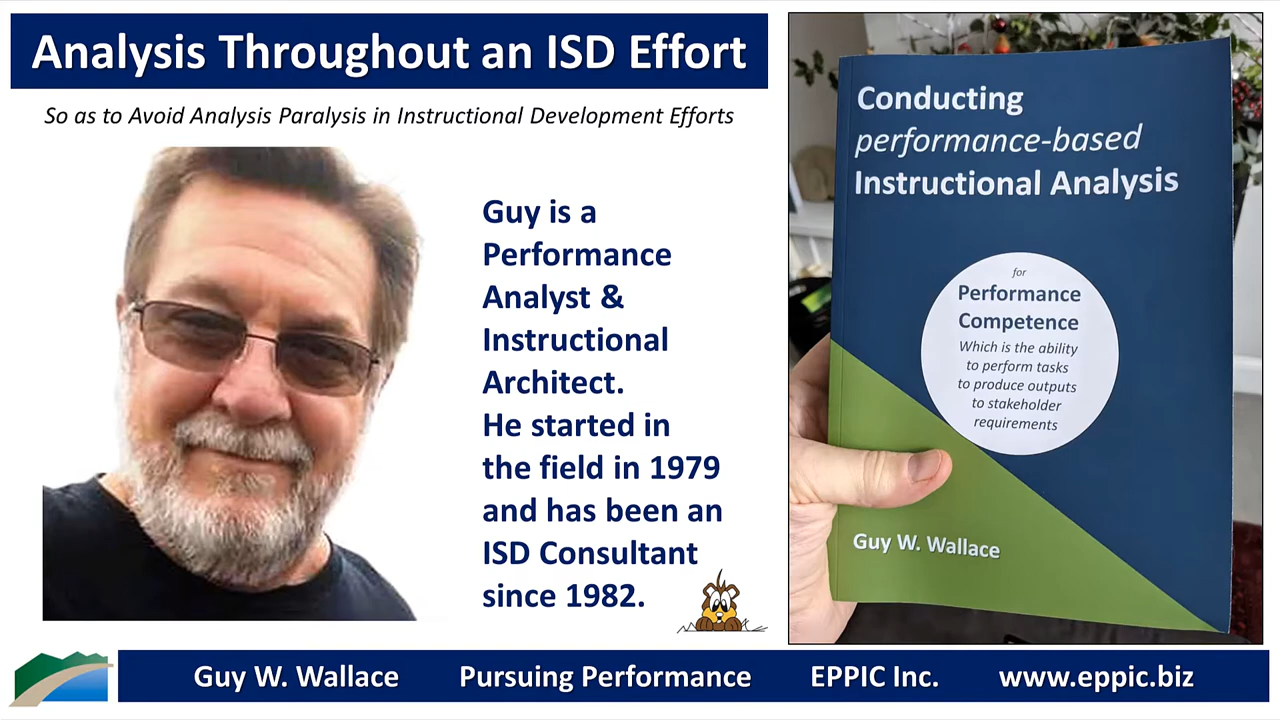 Analysis Throughout an ISD Effort
So as to Avoid Analysis Paralysis in Instructional Development Efforts
Guy is a
Performance
Analyst &
Instructional
Architect.
He started in
the field in 1979
and has been an
ISD Consultant
since 1982.
Conducting
performance-based
Instructional Analysis
for
Performance
Competence
Which is the ability
to perform tasks
to produce outputs
to stakeholder
requirements
Guy W. Wallace
Guy W. Wallace Pursuing Performance EPPIC Inc. www.eppic.biz